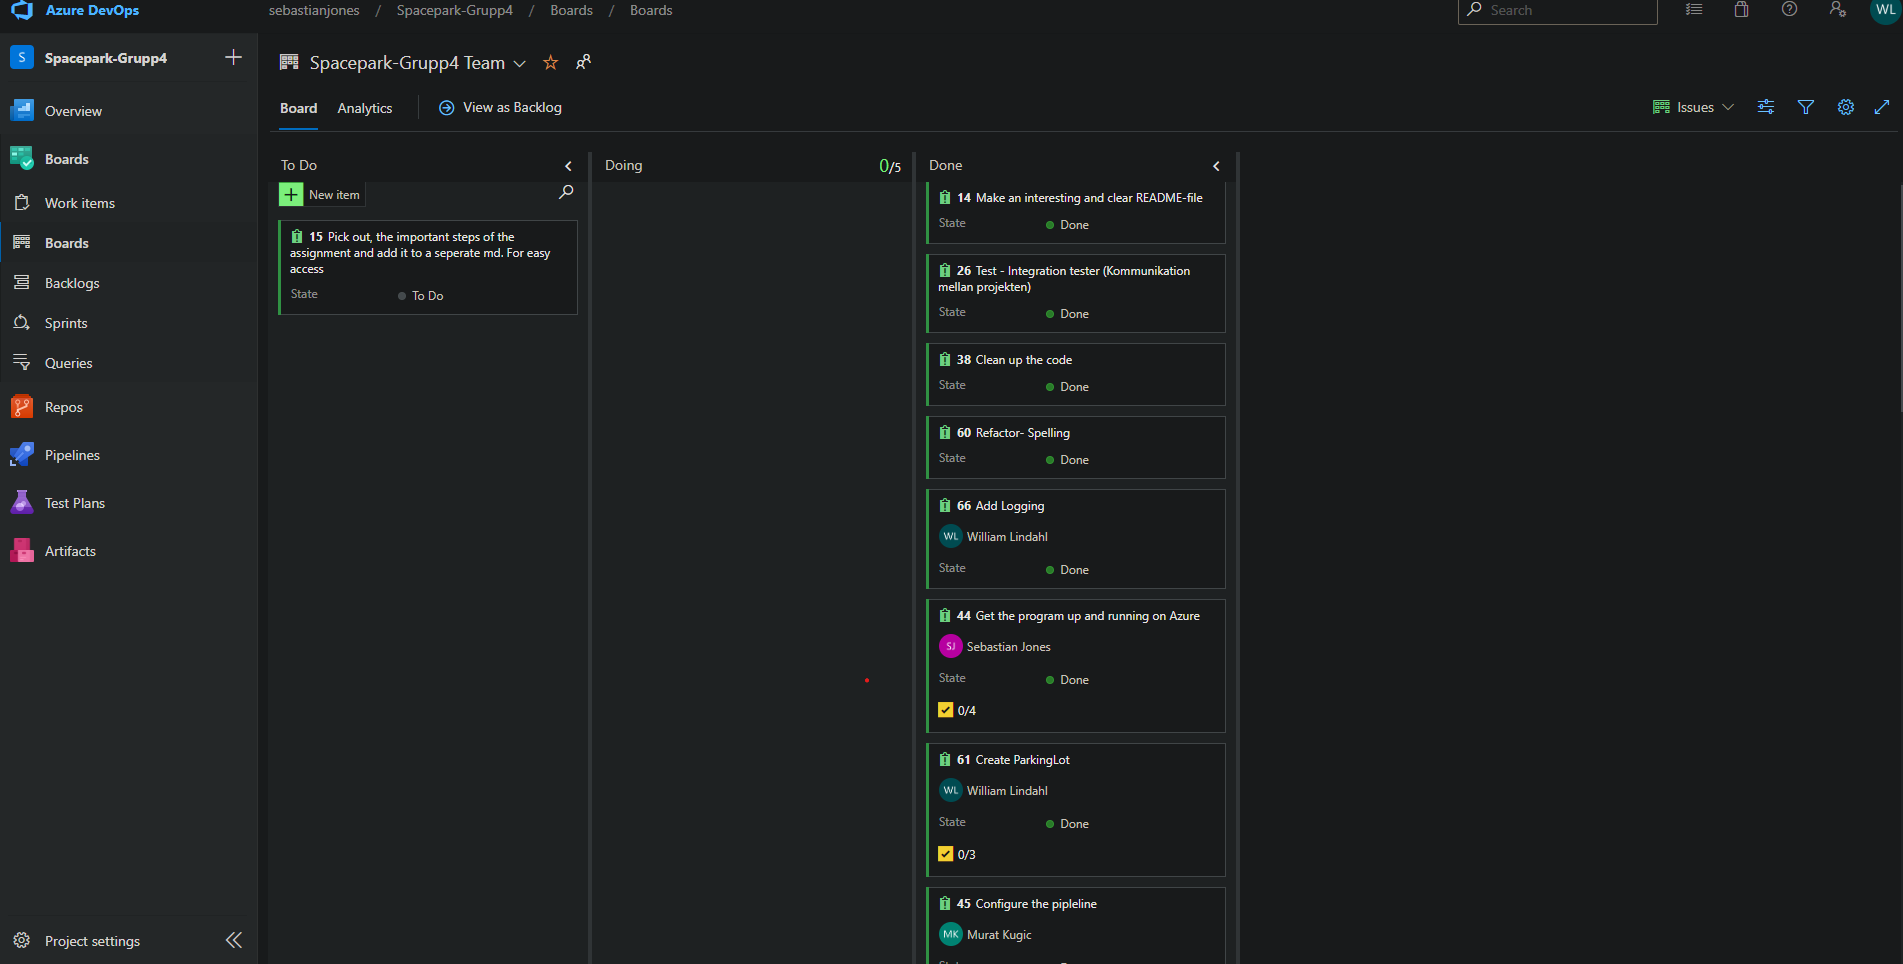 Azure DevOps
sebastianjones / Spacepark-Grupp4 / Boards / Boards
Search
WL
S Spacepark-Grupp4
Overview
Boards
Work items
Boards
Backlogs
Sprints
Queries
Repos
Pipelines
Test Plans
Artifacts
Project settings
Spacepark-Grupp4 Team
Board Analytics View as Backlog
Issues
To Do
New item
15 Pick out, the important steps of the
assignment and add it to a seperate md. For easy
access
State To Do
Doing 0/5
Done
14 Make an interesting and clear README-file
State Done
26 Test - Integration tester (Kommunikation
mellan projekten)
State Done
38 Clean up the code
State Done
60 Refactor- Spelling
State Done
66 Add Logging
WL William Lindahl
State Done
44 Get the program up and running on Azure
SJ Sebastian Jones
State Done
0/4
61 Create ParkingLot
WL William Lindahl
State Done
0/3
45 Configure the pipleline
MK Murat Kugic